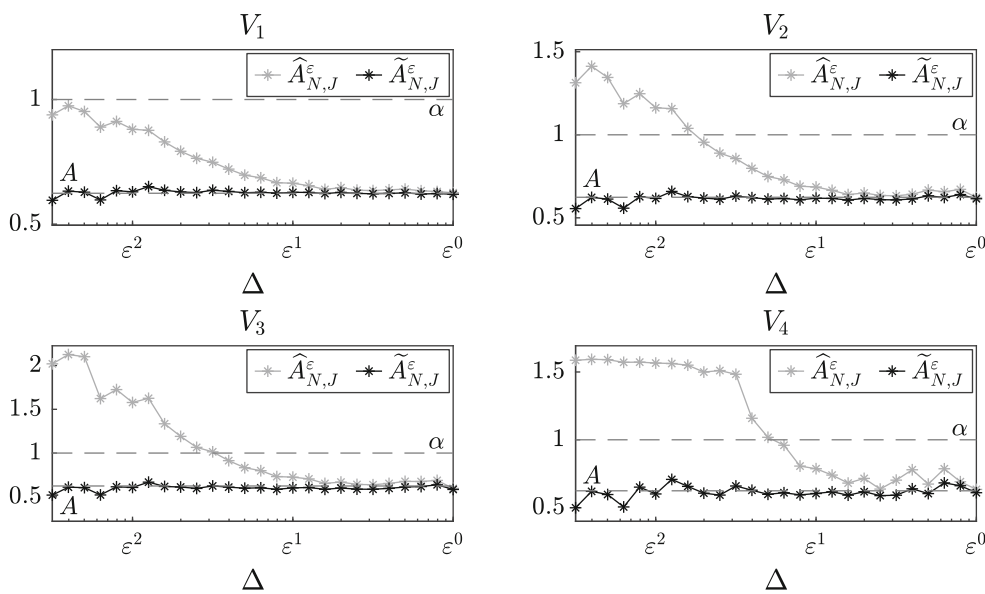 V₁
Â^ε_{N,J} Ã^ε_{N,J}
1
α
A
0.5
ε² ε¹ ε⁰
Δ
V₂
Â^ε_{N,J} Ã^ε_{N,J}
1.5
1
α
A
0.5
ε² ε¹ ε⁰
Δ
V₃
Â^ε_{N,J} Ã^ε_{N,J}
2
1.5
1
α
0.5
A
ε² ε¹ ε⁰
Δ
V₄
Â^ε_{N,J} Ã^ε_{N,J}
1.5
1
α
A
0.5
ε² ε¹ ε⁰
Δ